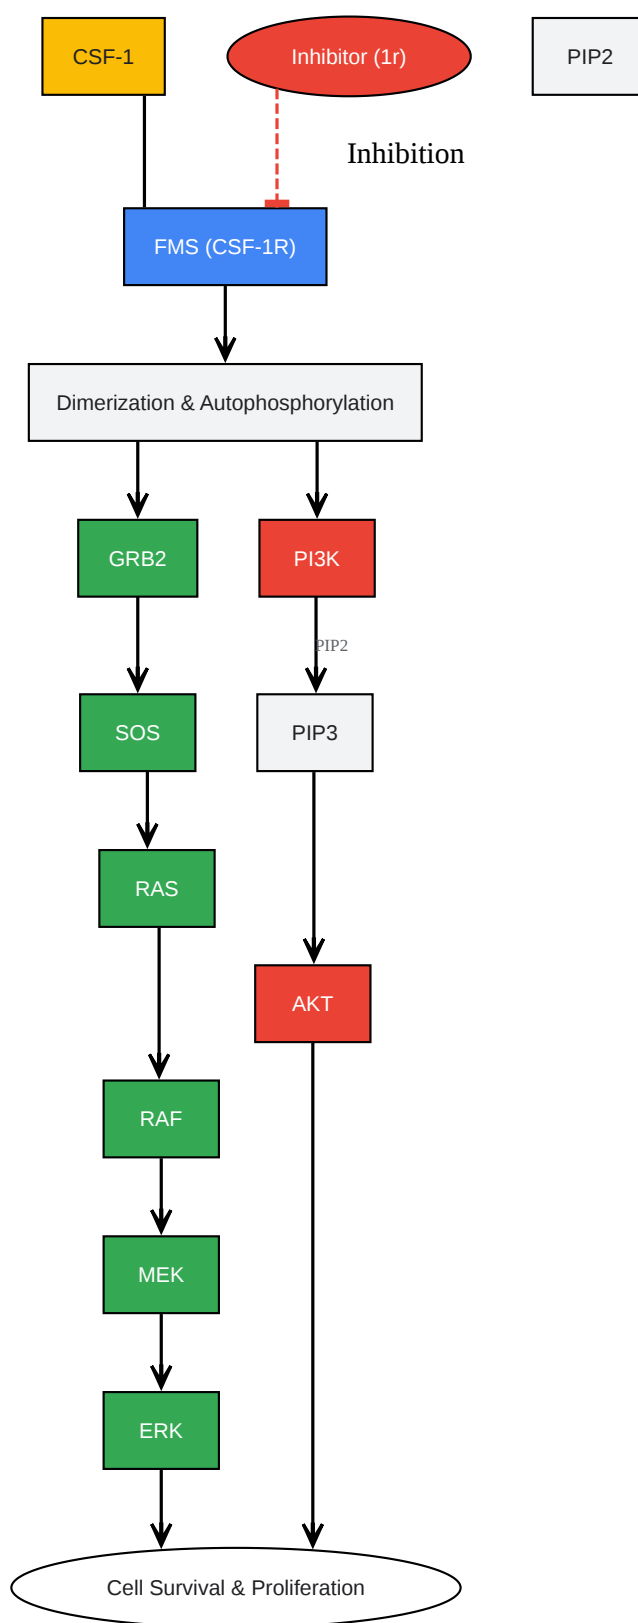 CSF-1
Inhibitor (1r)
PIP2
Inhibition
FMS (CSF-1R)
Dimerization & Autophosphorylation
GRB2
PI3K
PIP2
SOS
PIP3
RAS
AKT
RAF
MEK
ERK
Cell Survival & Proliferation